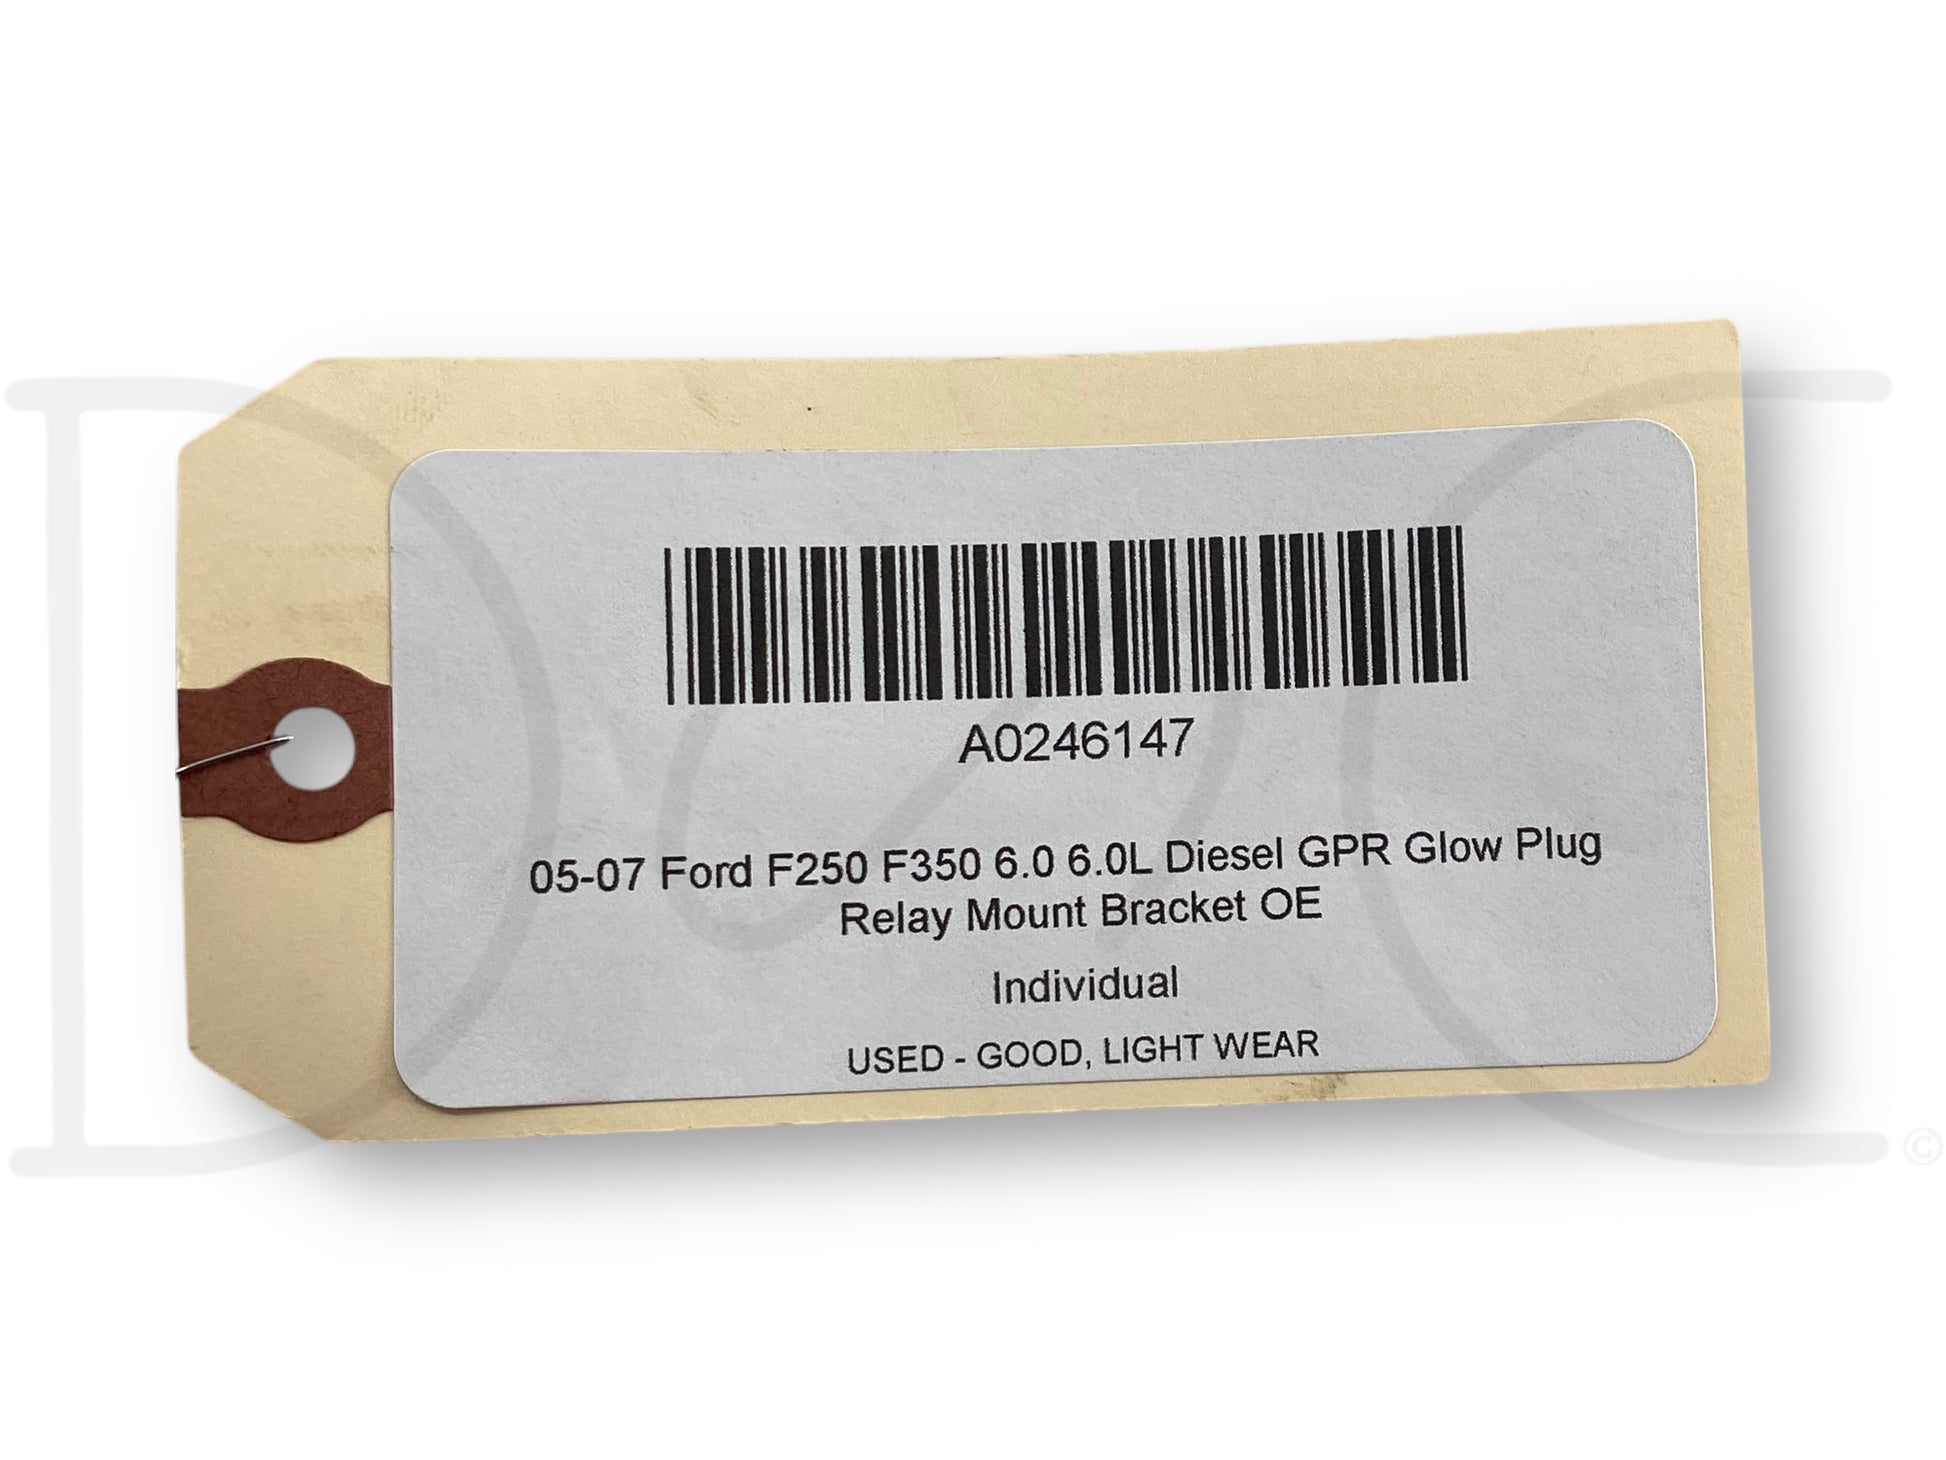 A0246147
05-07 Ford F250 F350 6.0 6.0L Diesel GPR Glow Plug
Relay Mount Bracket OE
Individual
USED - GOOD, LIGHT WEAR
©